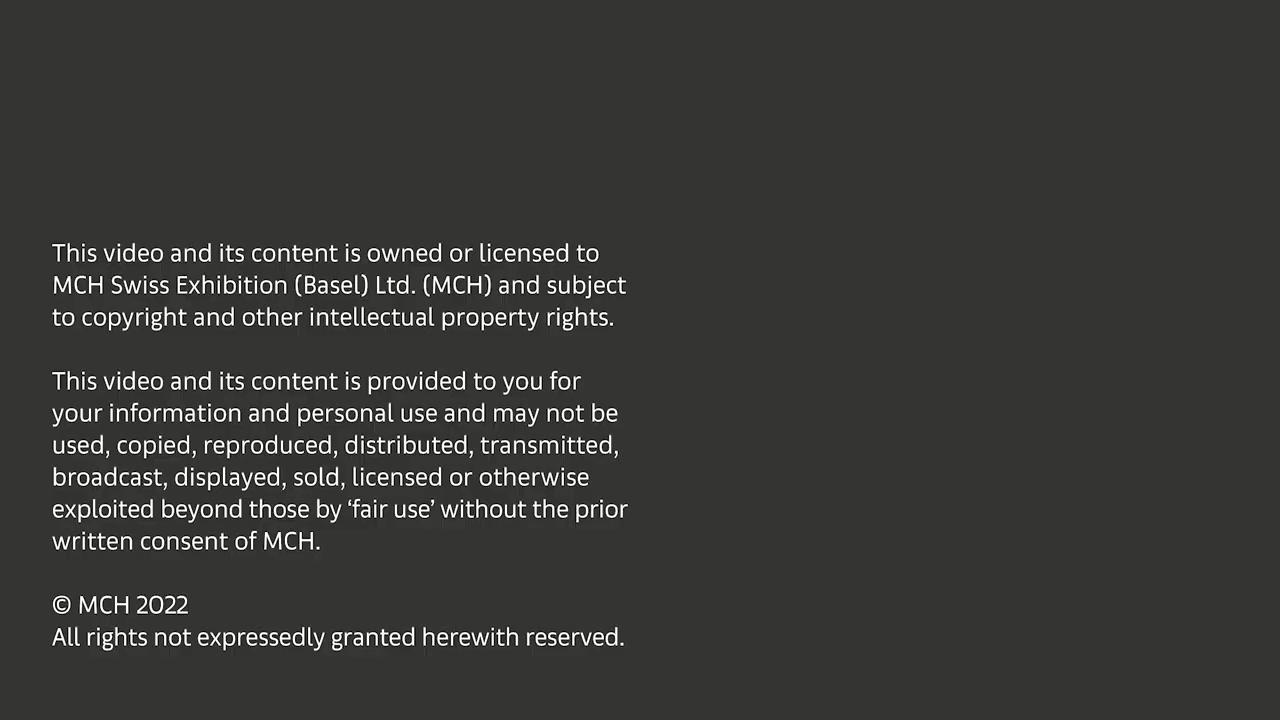 This video and its content is owned or licensed to
MCH Swiss Exhibition (Basel) Ltd. (MCH) and subject
to copyright and other intellectual property rights.
This video and its content is provided to you for
your information and personal use and may not be
used, copied, reproduced, distributed, transmitted,
broadcast, displayed, sold, licensed or otherwise
exploited beyond those by ‘fair use’ without the prior
written consent of MCH.
© MCH 2022
All rights not expressedly granted herewith reserved.